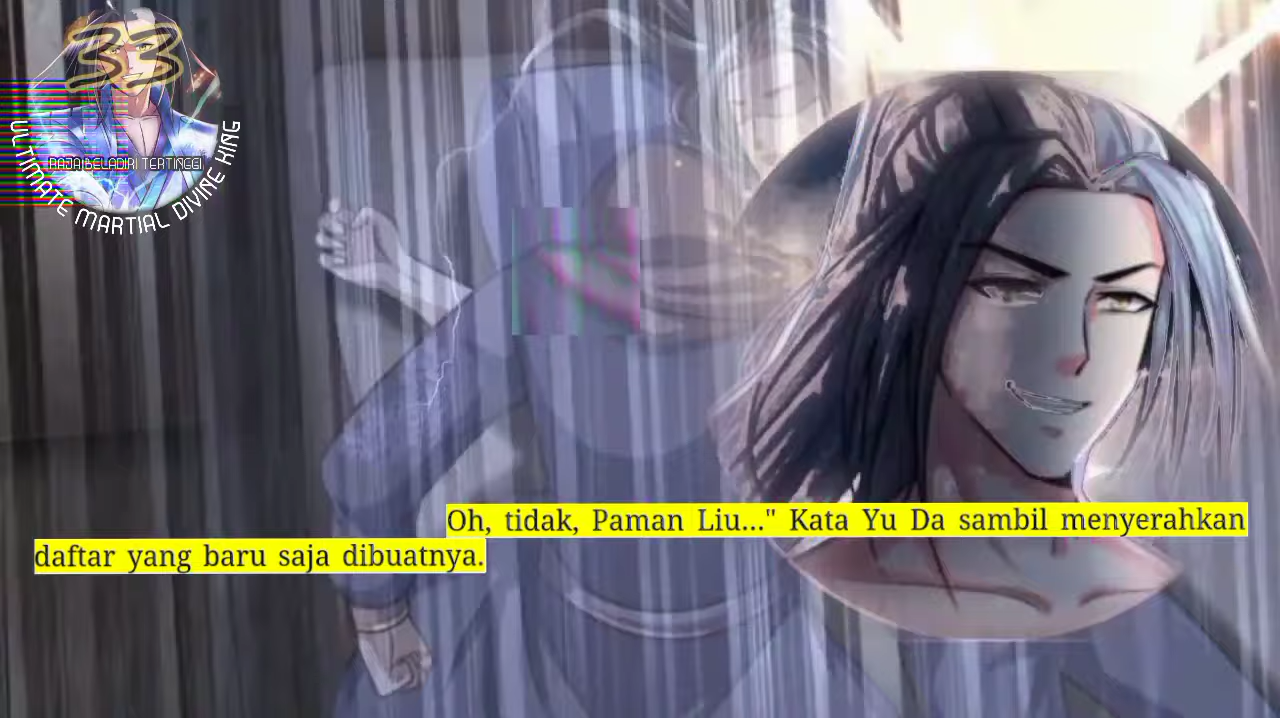 33
RAJA BELADIRI TERTINGGI
ULTIMATE MARTIAL DIVINE KING
Oh, tidak, Paman Liu..." Kata Yu Da sambil menyerahkan
daftar yang baru saja dibuatnya.